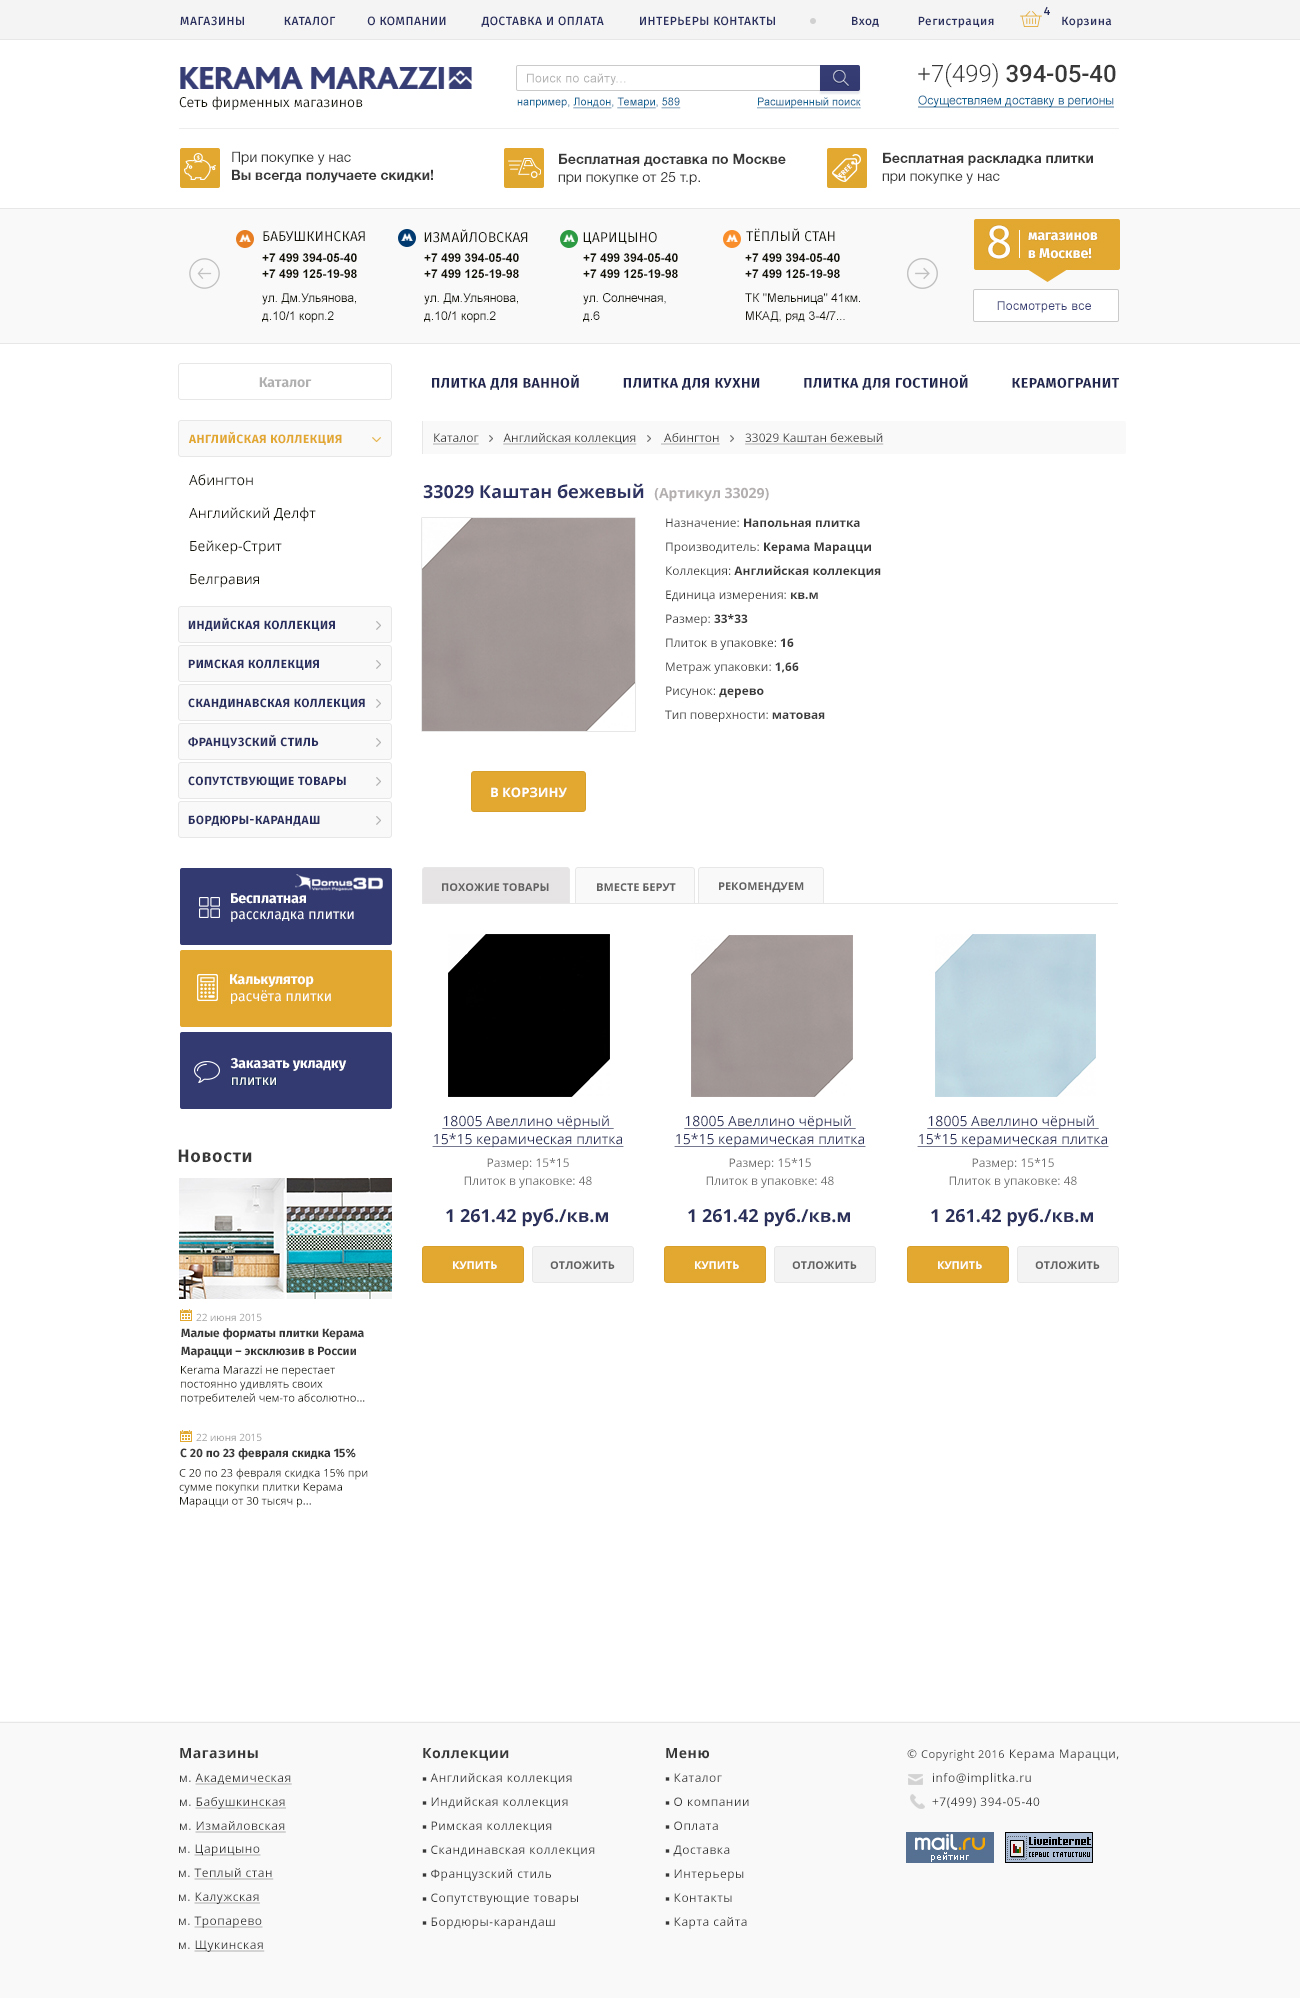 МАГАЗИНЫ КАТАЛОГ О КОМПАНИИ ДОСТАВКА И ОПЛАТА ИНТЕРЬЕРЫ КОНТАКТЫ Вход Регистрация 4 Корзина
KERAMA MARAZZI
Сеть фирменных магазинов
Поиск по сайту...
например, Лондон, Темари, 589 Расширенный поиск
+7(499) 394-05-40
Осуществляем доставку в регионы
При покупке у нас
Вы всегда получаете скидки!
Бесплатная доставка по Москве
при покупке от 25 т.р.
FREE
Бесплатная раскладка плитки
при покупке у нас
БАБУШКИНСКАЯ
+7 499 394-05-40
+7 499 125-19-98
ул. Дм.Ульянова,
д.10/1 корп.2
ИЗМАЙЛОВСКАЯ
+7 499 394-05-40
+7 499 125-19-98
ул. Дм.Ульянова,
д.10/1 корп.2
ЦАРИЦЫНО
+7 499 394-05-40
+7 499 125-19-98
ул. Солнечная,
д.6
ТЁПЛЫЙ СТАН
+7 499 394-05-40
+7 499 125-19-98
ТК "Мельница" 41км.
МКАД, ряд 3-4/7...
8 магазинов
в Москве!
Посмотреть все
Каталог
ПЛИТКА ДЛЯ ВАННОЙ ПЛИТКА ДЛЯ КУХНИ ПЛИТКА ДЛЯ ГОСТИНОЙ КЕРАМОГРАНИТ
АНГЛИЙСКАЯ КОЛЛЕКЦИЯ
Абингтон
Английский Делфт
Бейкер-Стрит
Белгравия
ИНДИЙСКАЯ КОЛЛЕКЦИЯ
РИМСКАЯ КОЛЛЕКЦИЯ
СКАНДИНАВСКАЯ КОЛЛЕКЦИЯ
ФРАНЦУЗСКИЙ СТИЛЬ
СОПУТСТВУЮЩИЕ ТОВАРЫ
БОРДЮРЫ-КАРАНДАШ
Каталог > Английская коллекция > Абингтон > 33029 Каштан бежевый
33029 Каштан бежевый (Артикул 33029)
Назначение: Напольная плитка
Производитель: Керама Марацци
Коллекция: Английская коллекция
Единица измерения: кв.м
Размер: 33*33
Плиток в упаковке: 16
Метраж упаковки: 1,66
Рисунок: дерево
Тип поверхности: матовая
В КОРЗИНУ
Domus3D
Бесплатная
расскладка плитки
Калькулятор
расчёта плитки
Заказать укладку
плитки
ПОХОЖИЕ ТОВАРЫ ВМЕСТЕ БЕРУТ РЕКОМЕНДУЕМ
18005 Авеллино чёрный
15*15 керамическая плитка
Размер: 15*15
Плиток в упаковке: 48
1 261.42 руб./кв.м
КУПИТЬ ОТЛОЖИТЬ
18005 Авеллино чёрный
15*15 керамическая плитка
Размер: 15*15
Плиток в упаковке: 48
1 261.42 руб./кв.м
КУПИТЬ ОТЛОЖИТЬ
18005 Авеллино чёрный
15*15 керамическая плитка
Размер: 15*15
Плиток в упаковке: 48
1 261.42 руб./кв.м
КУПИТЬ ОТЛОЖИТЬ
Новости
22 июня 2015
Малые форматы плитки Керама
Марацци – эксклюзив в России
Kerama Marazzi не перестает
постоянно удивлять своих
потребителей чем-то абсолютно...
22 июня 2015
С 20 по 23 февраля скидка 15%
С 20 по 23 февраля скидка 15% при
сумме покупки плитки Керама
Марацци от 30 тысяч р...
Магазины
м. Академическая
м. Бабушкинская
м. Измайловская
м. Царицыно
м. Теплый стан
м. Калужская
м. Тропарево
м. Щукинская
Коллекции
▪ Английская коллекция
▪ Индийская коллекция
▪ Римская коллекция
▪ Скандинавская коллекция
▪ Французский стиль
▪ Сопутствующие товары
▪ Бордюры-карандаш
Меню
▪ Каталог
▪ О компании
▪ Оплата
▪ Доставка
▪ Интерьеры
▪ Контакты
▪ Карта сайта
© Copyright 2016 Керама Марацци,
info@implitka.ru
+7(499) 394-05-40
mail.ru
рейтинг
Liveinternet
СЕРВИС СТАТИСТИКИ